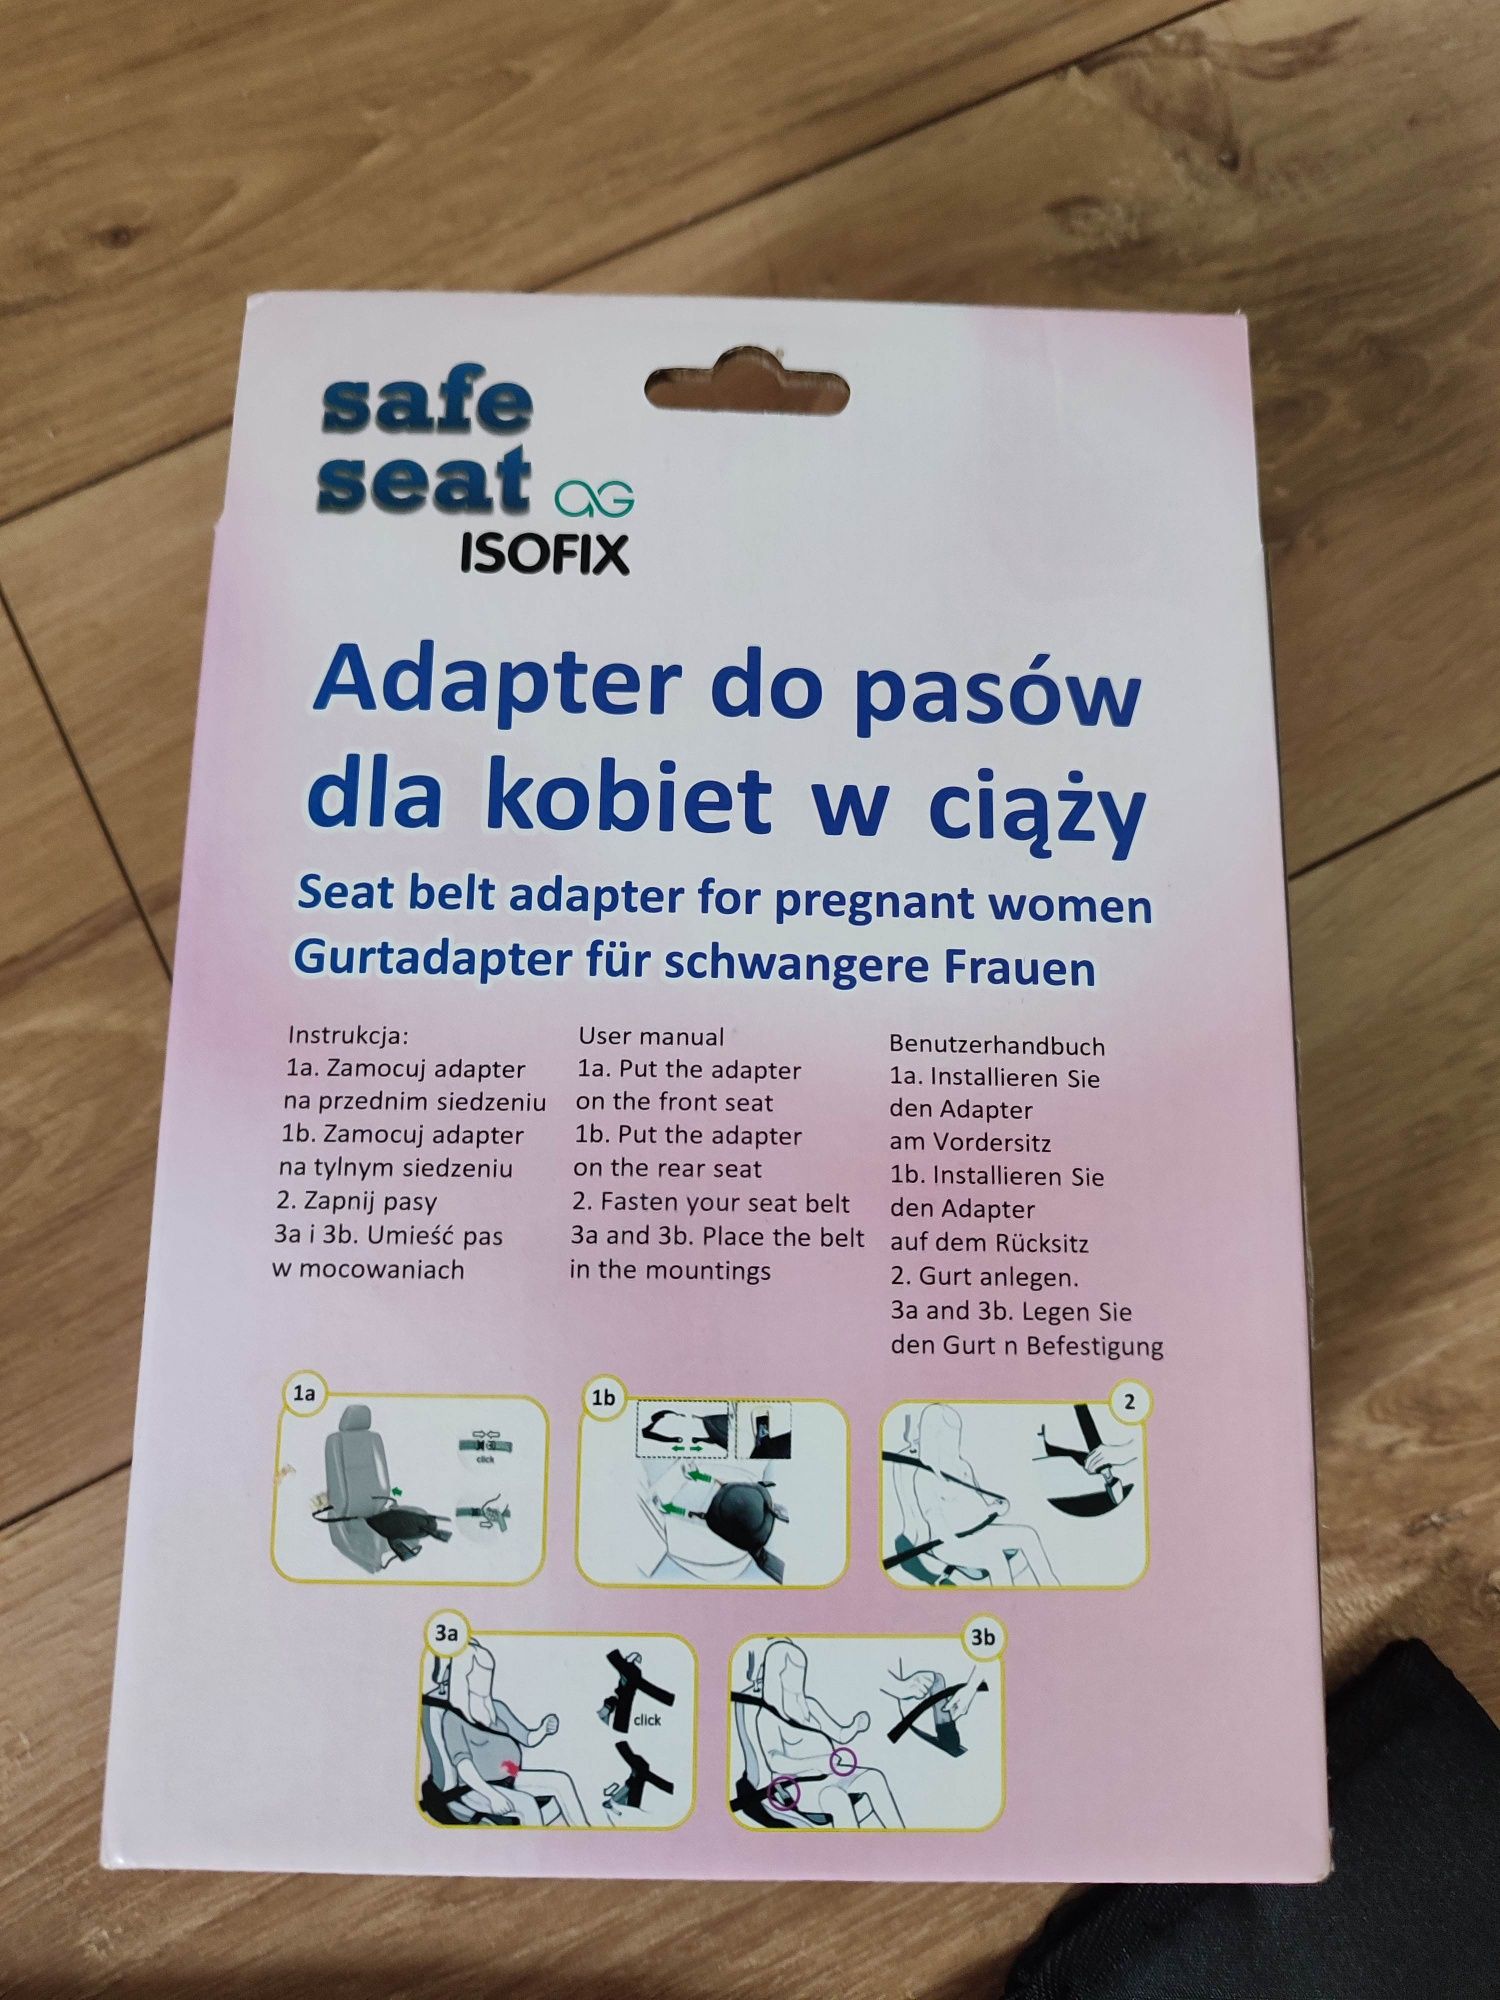 safe
seat AG
ISOFIX
Adapter do pasów
dla kobiet w ciąży
Seat belt adapter for pregnant women
Gurtadapter für schwangere Frauen
Instrukcja:
1a. Zamocuj adapter
na przednim siedzeniu
1b. Zamocuj adapter
na tylnym siedzeniu
2. Zapnij pasy
3a i 3b. Umieść pas
w mocowaniach
User manual
1a. Put the adapter
on the front seat
1b. Put the adapter
on the rear seat
2. Fasten your seat belt
3a and 3b. Place the belt
in the mountings
Benutzerhandbuch
1a. Installieren Sie
den Adapter
am Vordersitz
1b. Installieren Sie
den Adapter
auf dem Rücksitz
2. Gurt anlegen.
3a and 3b. Legen Sie
den Gurt n Befestigung
1a
click
1b
2
3a
click
3b